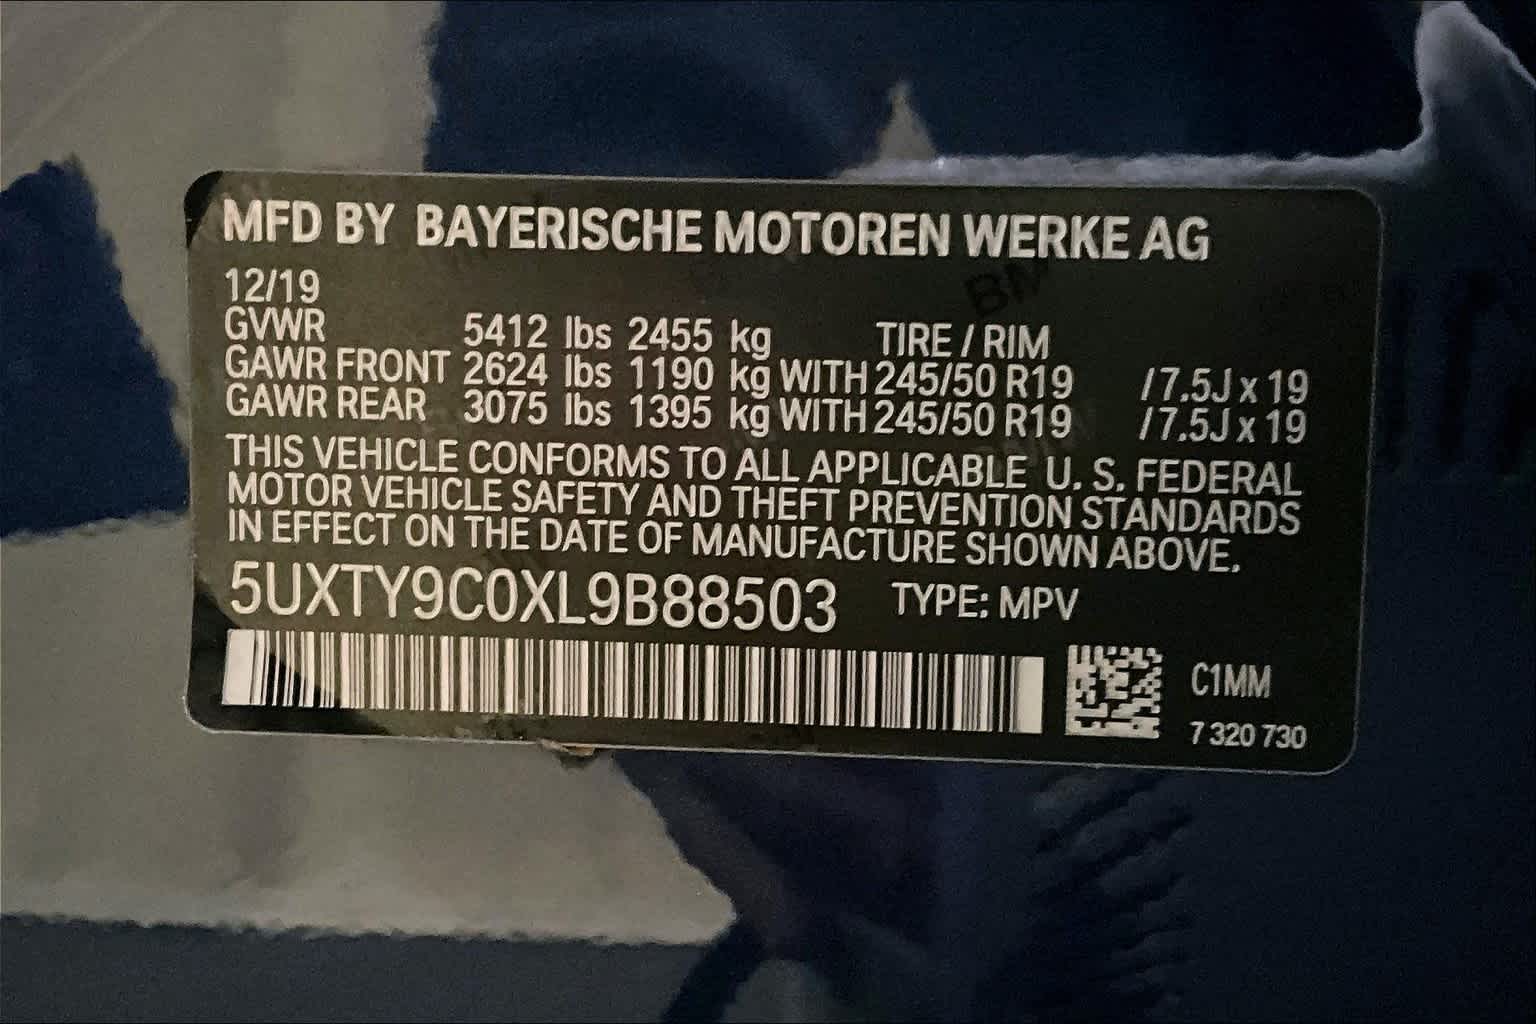 MFD BY BAYERISCHE MOTOREN WERKE AG
12/19
GVWR 5412 lbs 2455 kg TIRE / RIM
GAWR FRONT 2624 lbs 1190 kg WITH 245/50 R19 /7.5J x 19
GAWR REAR 3075 lbs 1395 kg WITH 245/50 R19 /7.5J x 19
THIS VEHICLE CONFORMS TO ALL APPLICABLE U. S. FEDERAL
MOTOR VEHICLE SAFETY AND THEFT PREVENTION STANDARDS
IN EFFECT ON THE DATE OF MANUFACTURE SHOWN ABOVE.
5UXTY9C0XL9B88503 TYPE: MPV
C1MM
7 320 730